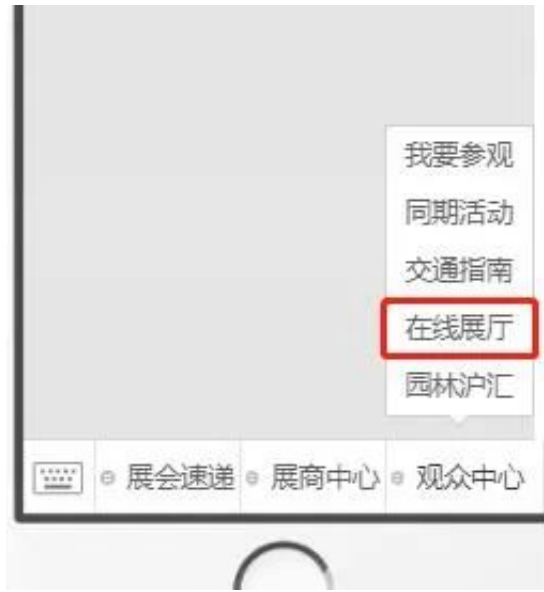 我要参观
同期活动
交通指南
在线展厅
园林沪汇
展会速递 展商中心 观众中心